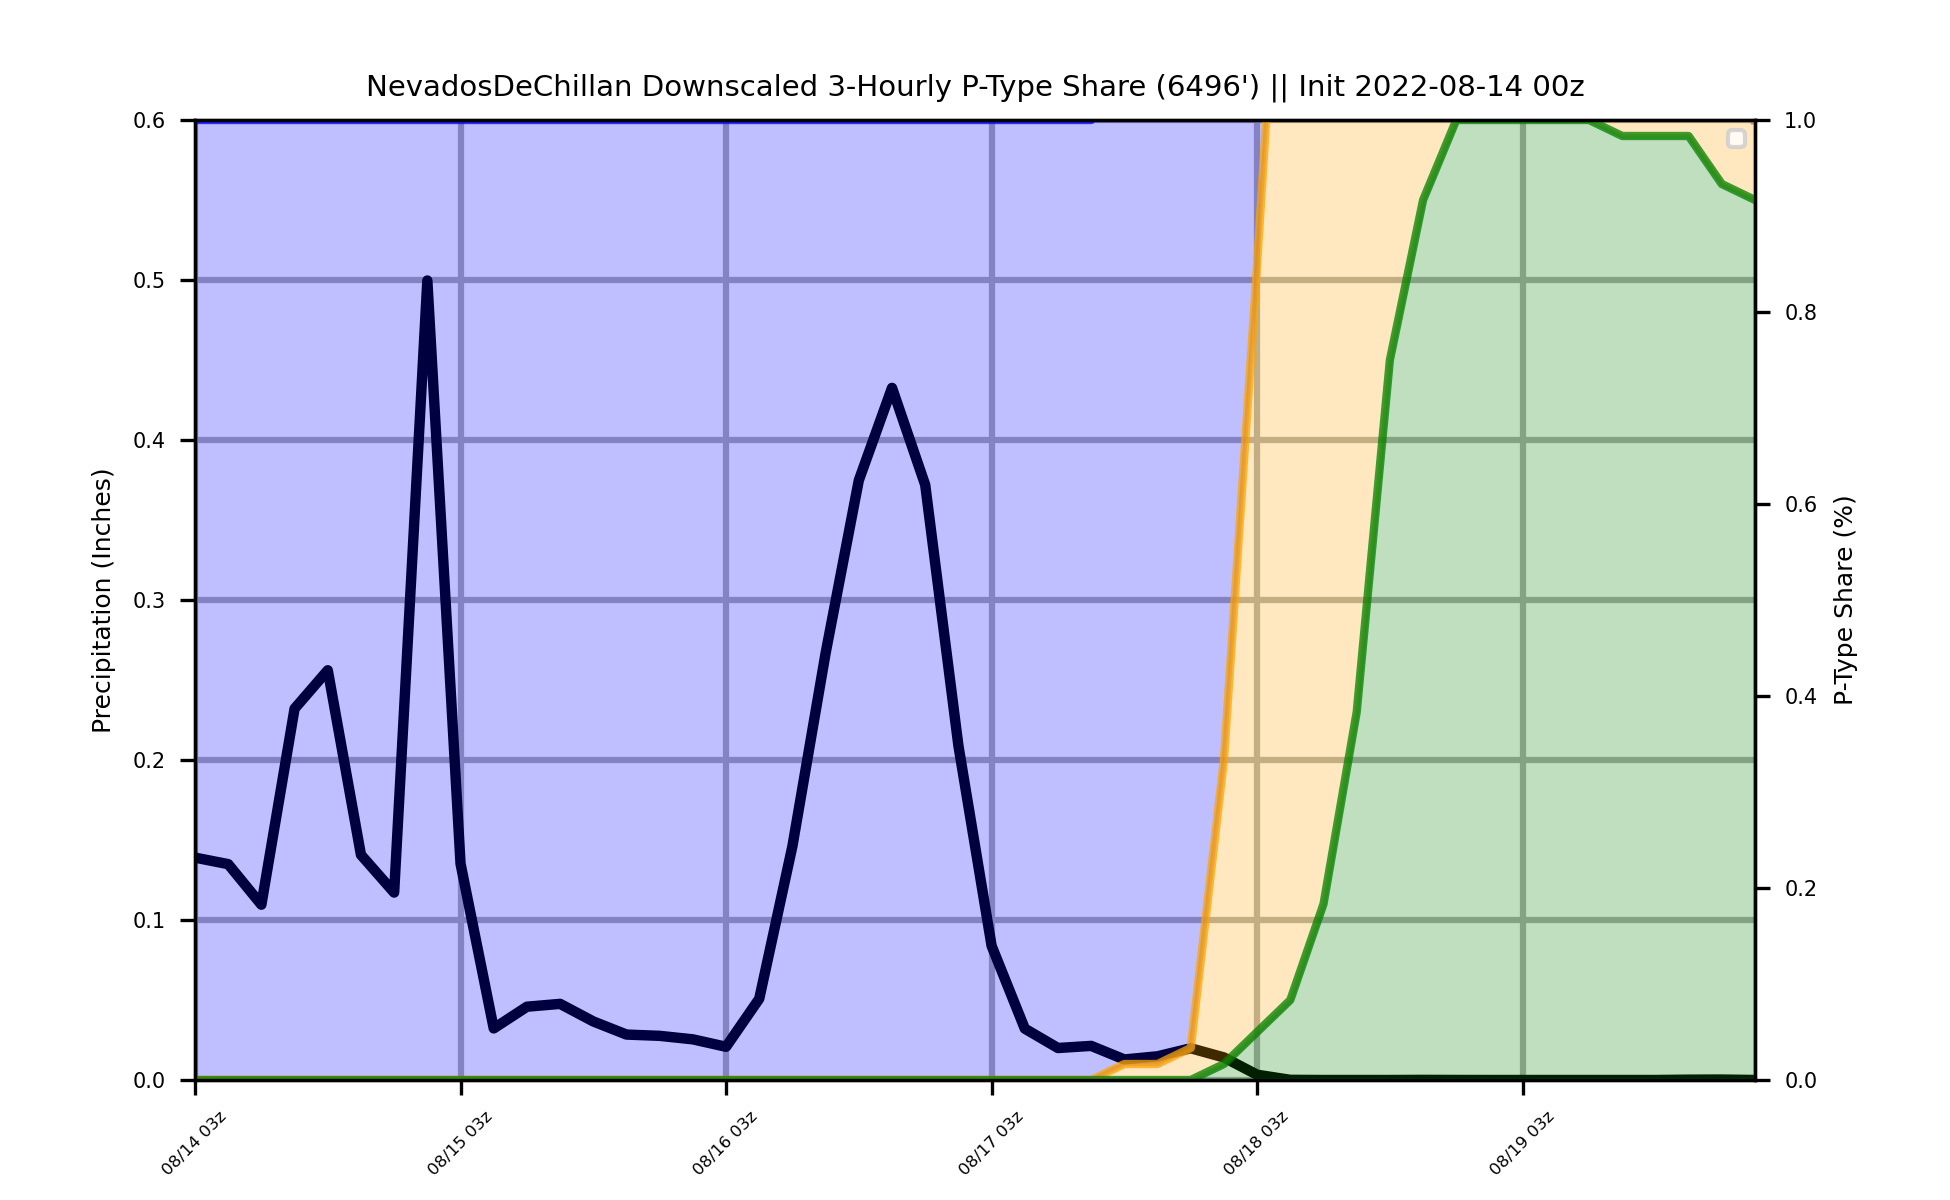 NevadosDeChillan Downscaled 3-Hourly P-Type Share (6496') || Init 2022-08-14 00z
Precipitation (Inches)
0.6
0.5
0.4
0.3
0.2
0.1
0.0
1.0
0.8
0.6
0.4
0.2
0.0
P-Type Share (%)
08/14 03z
08/15 03z
08/16 03z
08/17 03z
08/18 03z
08/19 03z